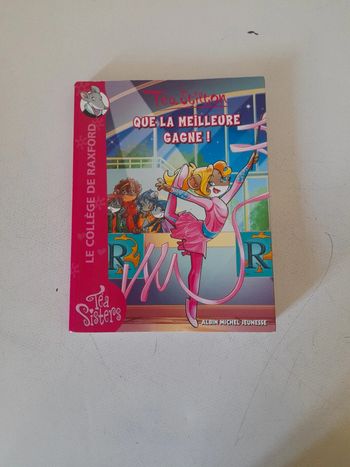 Téa Stilton
QUE LA MEILLEURE
GAGNE !
LE COLLÈGE DE RAXFORD
Téa
Sisters
R
R
ALBIN MICHEL JEUNESSE